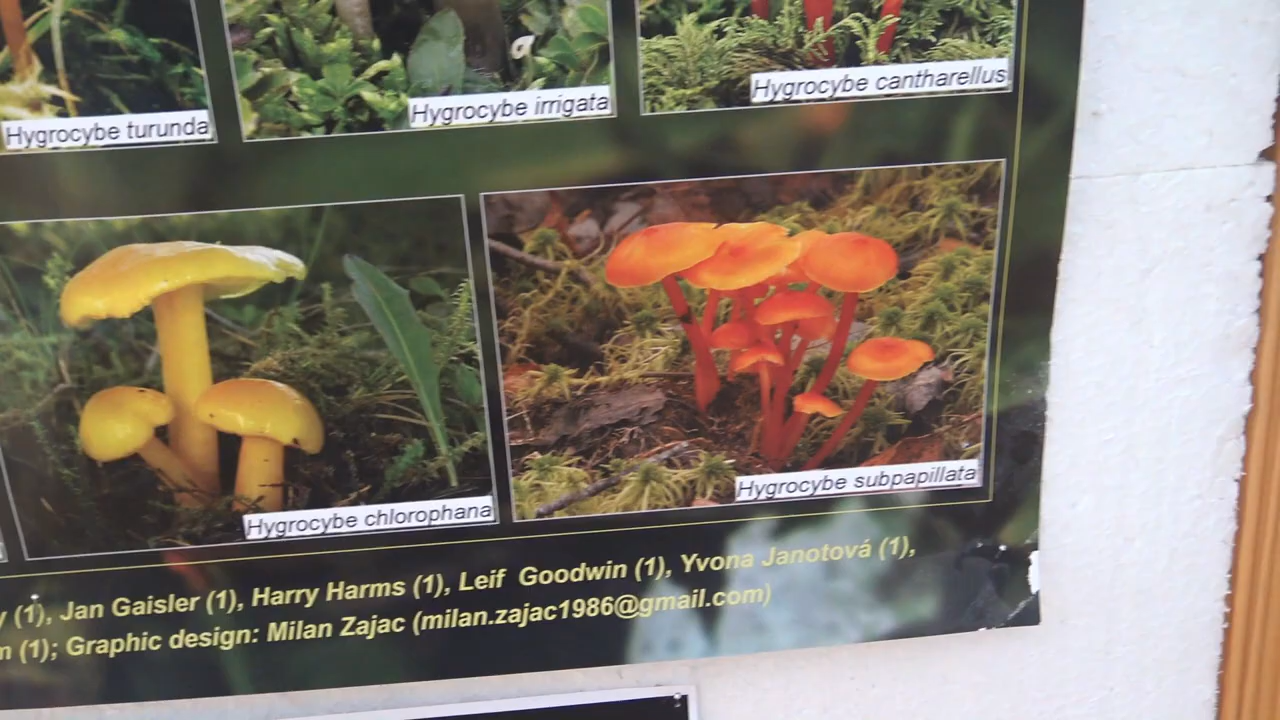 Hygrocybe turunda
Hygrocybe irrigata
Hygrocybe cantharellus
Hygrocybe chlorophana
Hygrocybe subpapillata
(1), Jan Gaisler (1), Harry Harms (1), Leif Goodwin (1), Yvona Janotová (1),
(1); Graphic design: Milan Zajac (milan.zajac1986@gmail.com)